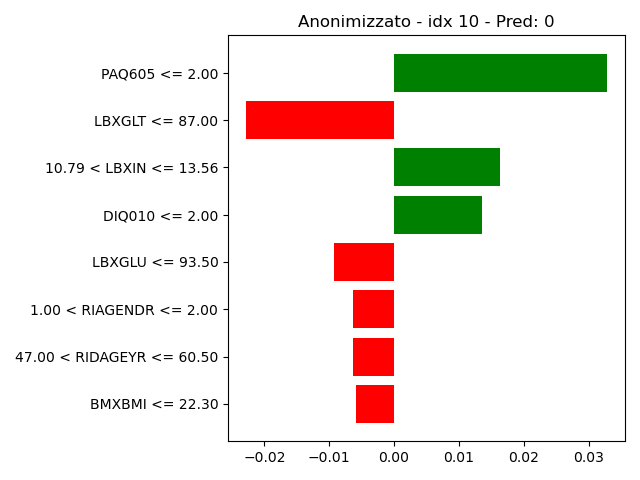 Anonimizzato - idx 10 - Pred: 0
PAQ605 <= 2.00
LBXGLT <= 87.00
10.79 < LBXIN <= 13.56
DIQ010 <= 2.00
LBXGLU <= 93.50
1.00 < RIAGENDR <= 2.00
47.00 < RIDAGEYR <= 60.50
BMXBMI <= 22.30
−0.02 −0.01 0.00 0.01 0.02 0.03